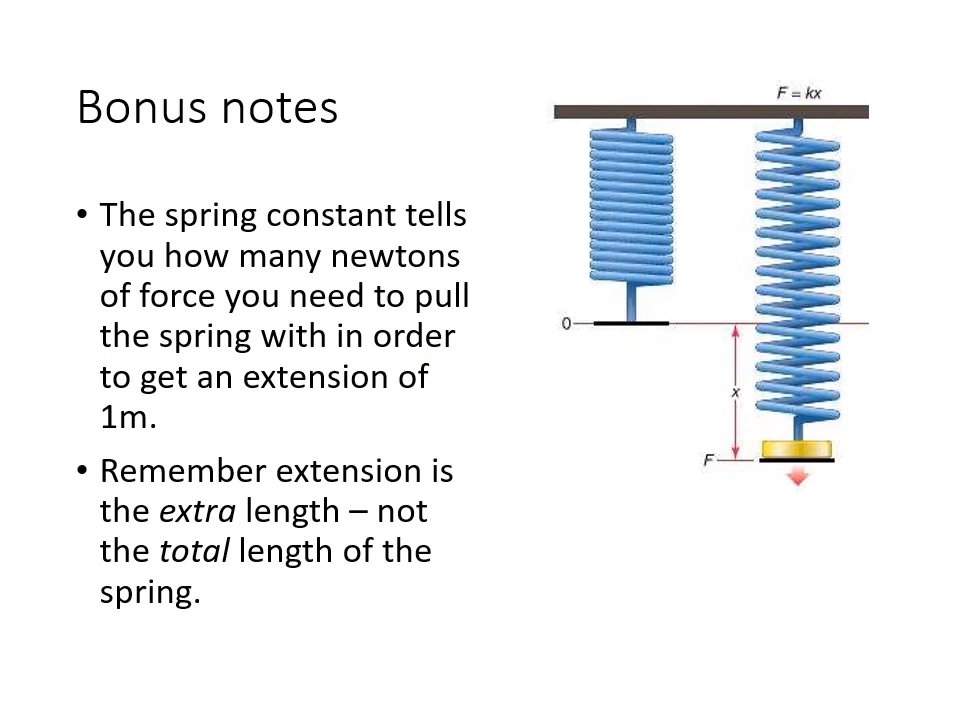 Bonus notes
• The spring constant tells
you how many newtons
of force you need to pull
the spring with in order
to get an extension of
1m.
• Remember extension is
the extra length – not
the total length of the
spring.
F = kx
0
x
F